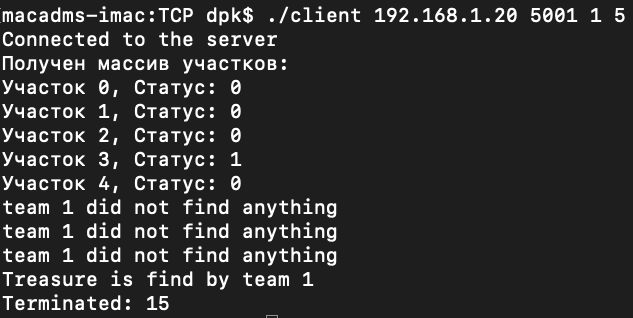 (macadms-imac:TCP dpk$ ./client 192.168.1.20 5001 1 5
Connected to the server
Получен массив участков:
Участок 0, Статус: 0
Участок 1, Статус: 0
Участок 2, Статус: 0
Участок 3, Статус: 1
Участок 4, Статус: 0
team 1 did not find anything
team 1 did not find anything
team 1 did not find anything
Treasure is find by team 1
Terminated: 15